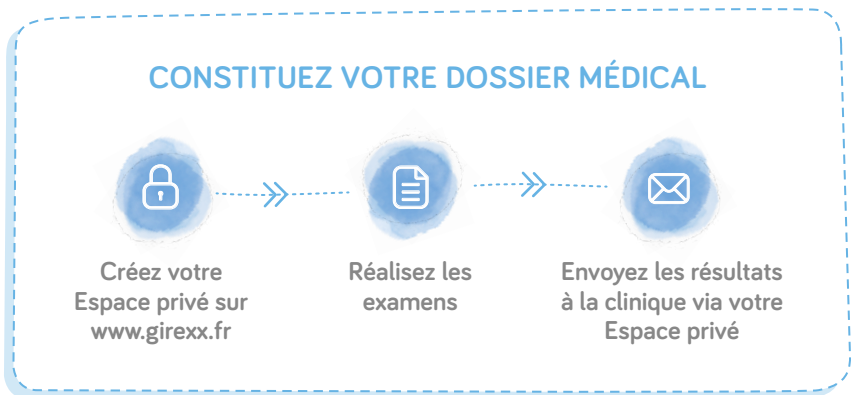 CONSTITUEZ VOTRE DOSSIER MÉDICAL
Créez votre
Espace privé sur
www.girexx.fr
Réalisez les
examens
Envoyez les résultats
à la clinique via votre
Espace privé